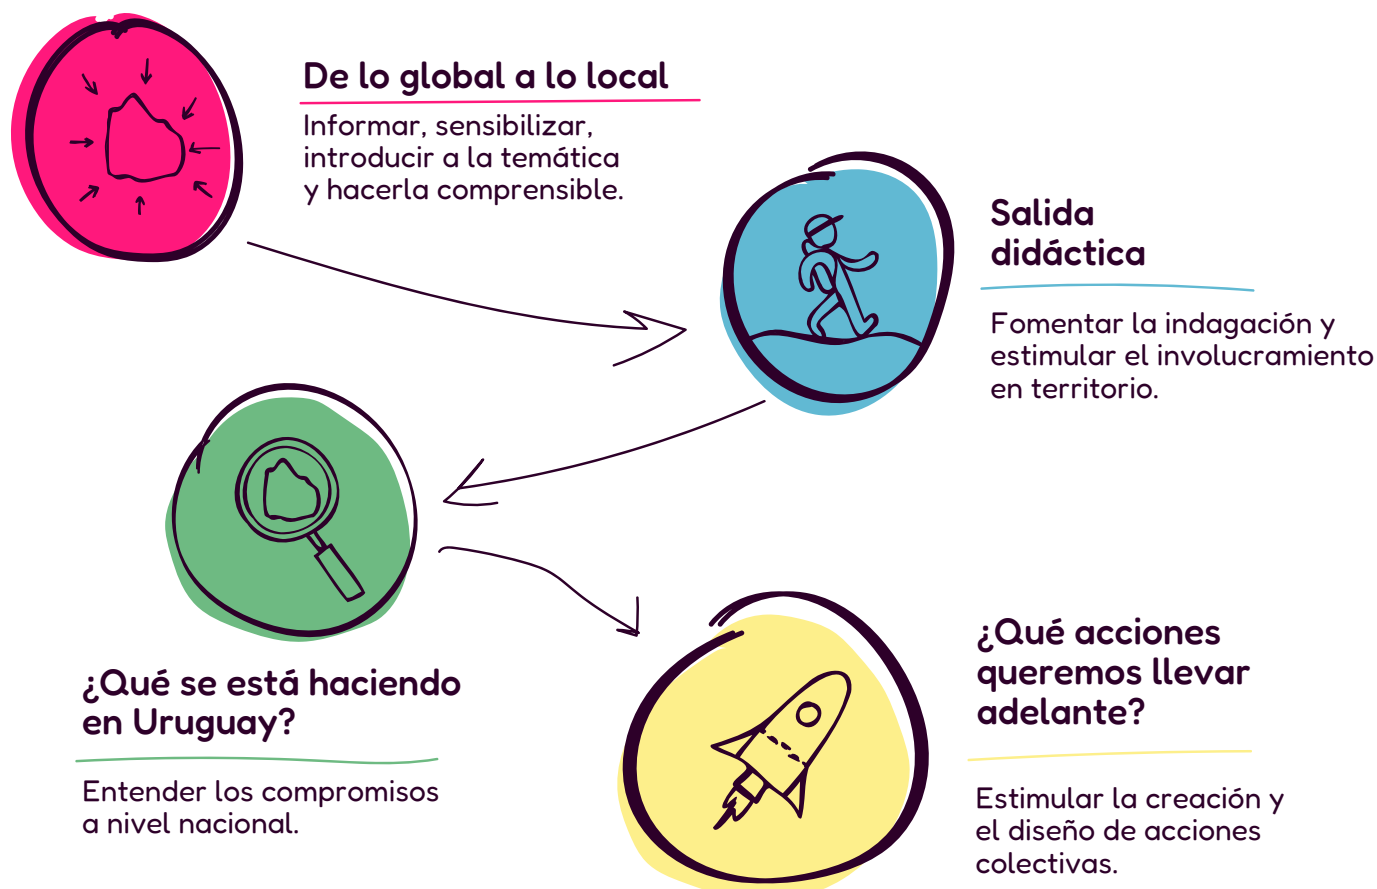 De lo global a lo local
Informar, sensibilizar,
introducir a la temática
y hacerla comprensible.
Salida
didáctica
Fomentar la indagación y
estimular el involucramiento
en territorio.
¿Qué se está haciendo
en Uruguay?
Entender los compromisos
a nivel nacional.
¿Qué acciones
queremos llevar
adelante?
Estimular la creación y
el diseño de acciones
colectivas.